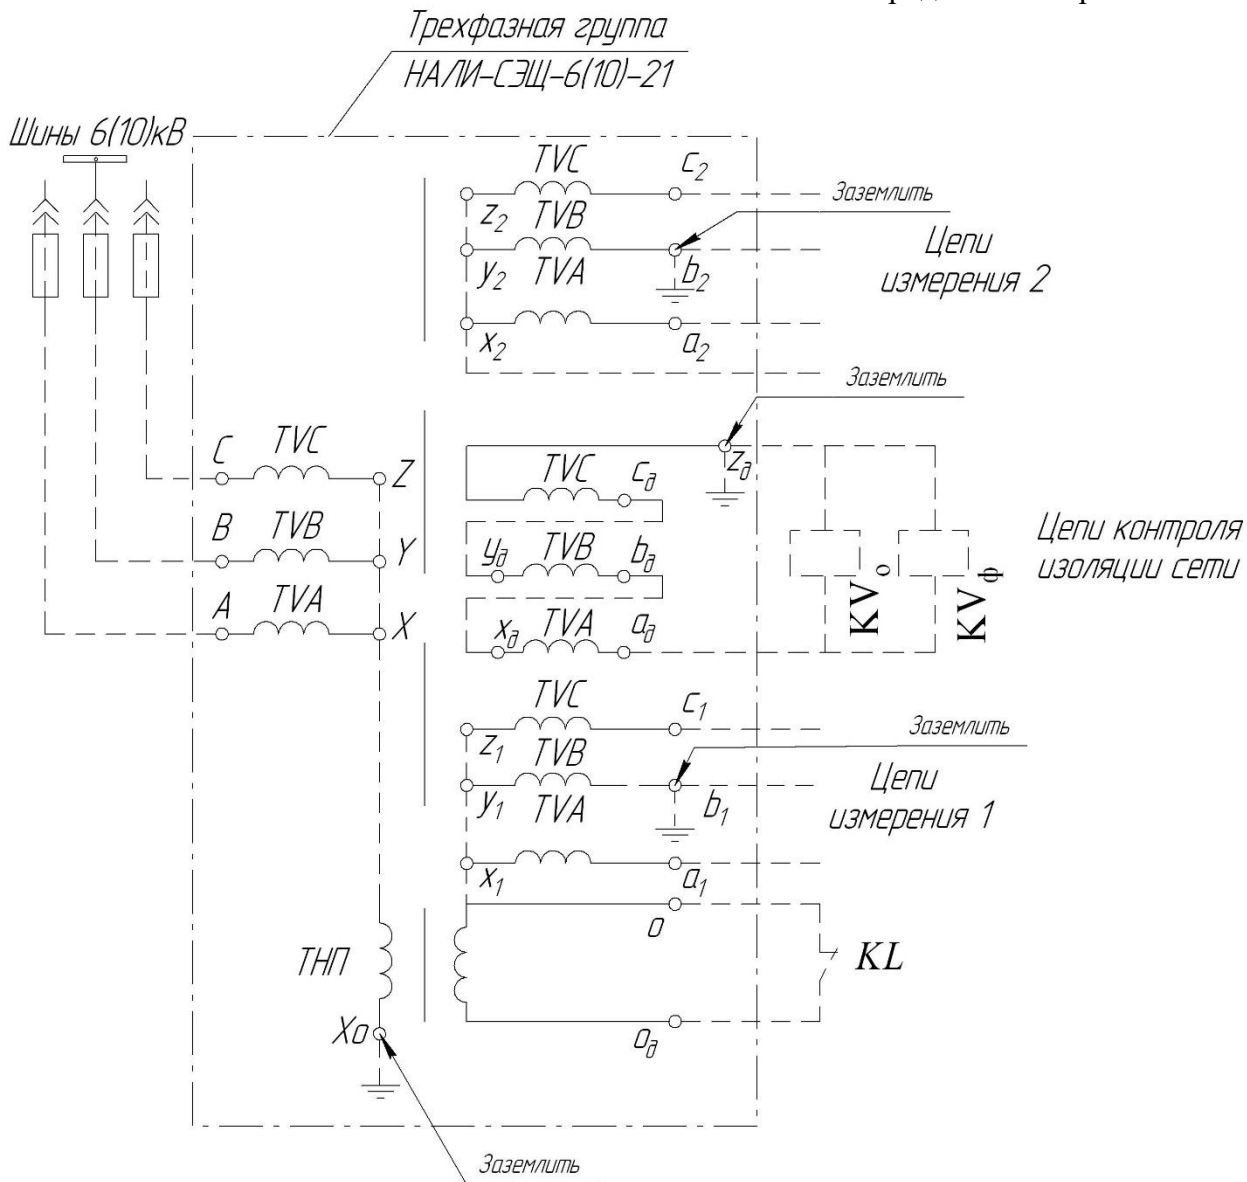 Трехфазная группа
НАЛИ-СЭЩ-6(10)-21
Шины 6(10)кВ
TVC
c₂
Заземлить
z₂
TVB
Цепи
измерения 2
y₂
TVA
b₂
x₂
a₂
Заземлить
C
TVC
Z
TVC
c∂
z∂
B
TVB
Y
y∂
TVB
b∂
Цепи контроля
изоляции сети
KVо
KVф
A
TVA
X
x∂
TVA
a∂
TVC
c₁
Заземлить
z₁
TVB
Цепи
измерения 1
y₁
TVA
b₁
x₁
a₁
o
ТНП
KL
Xo
o∂
Заземлить